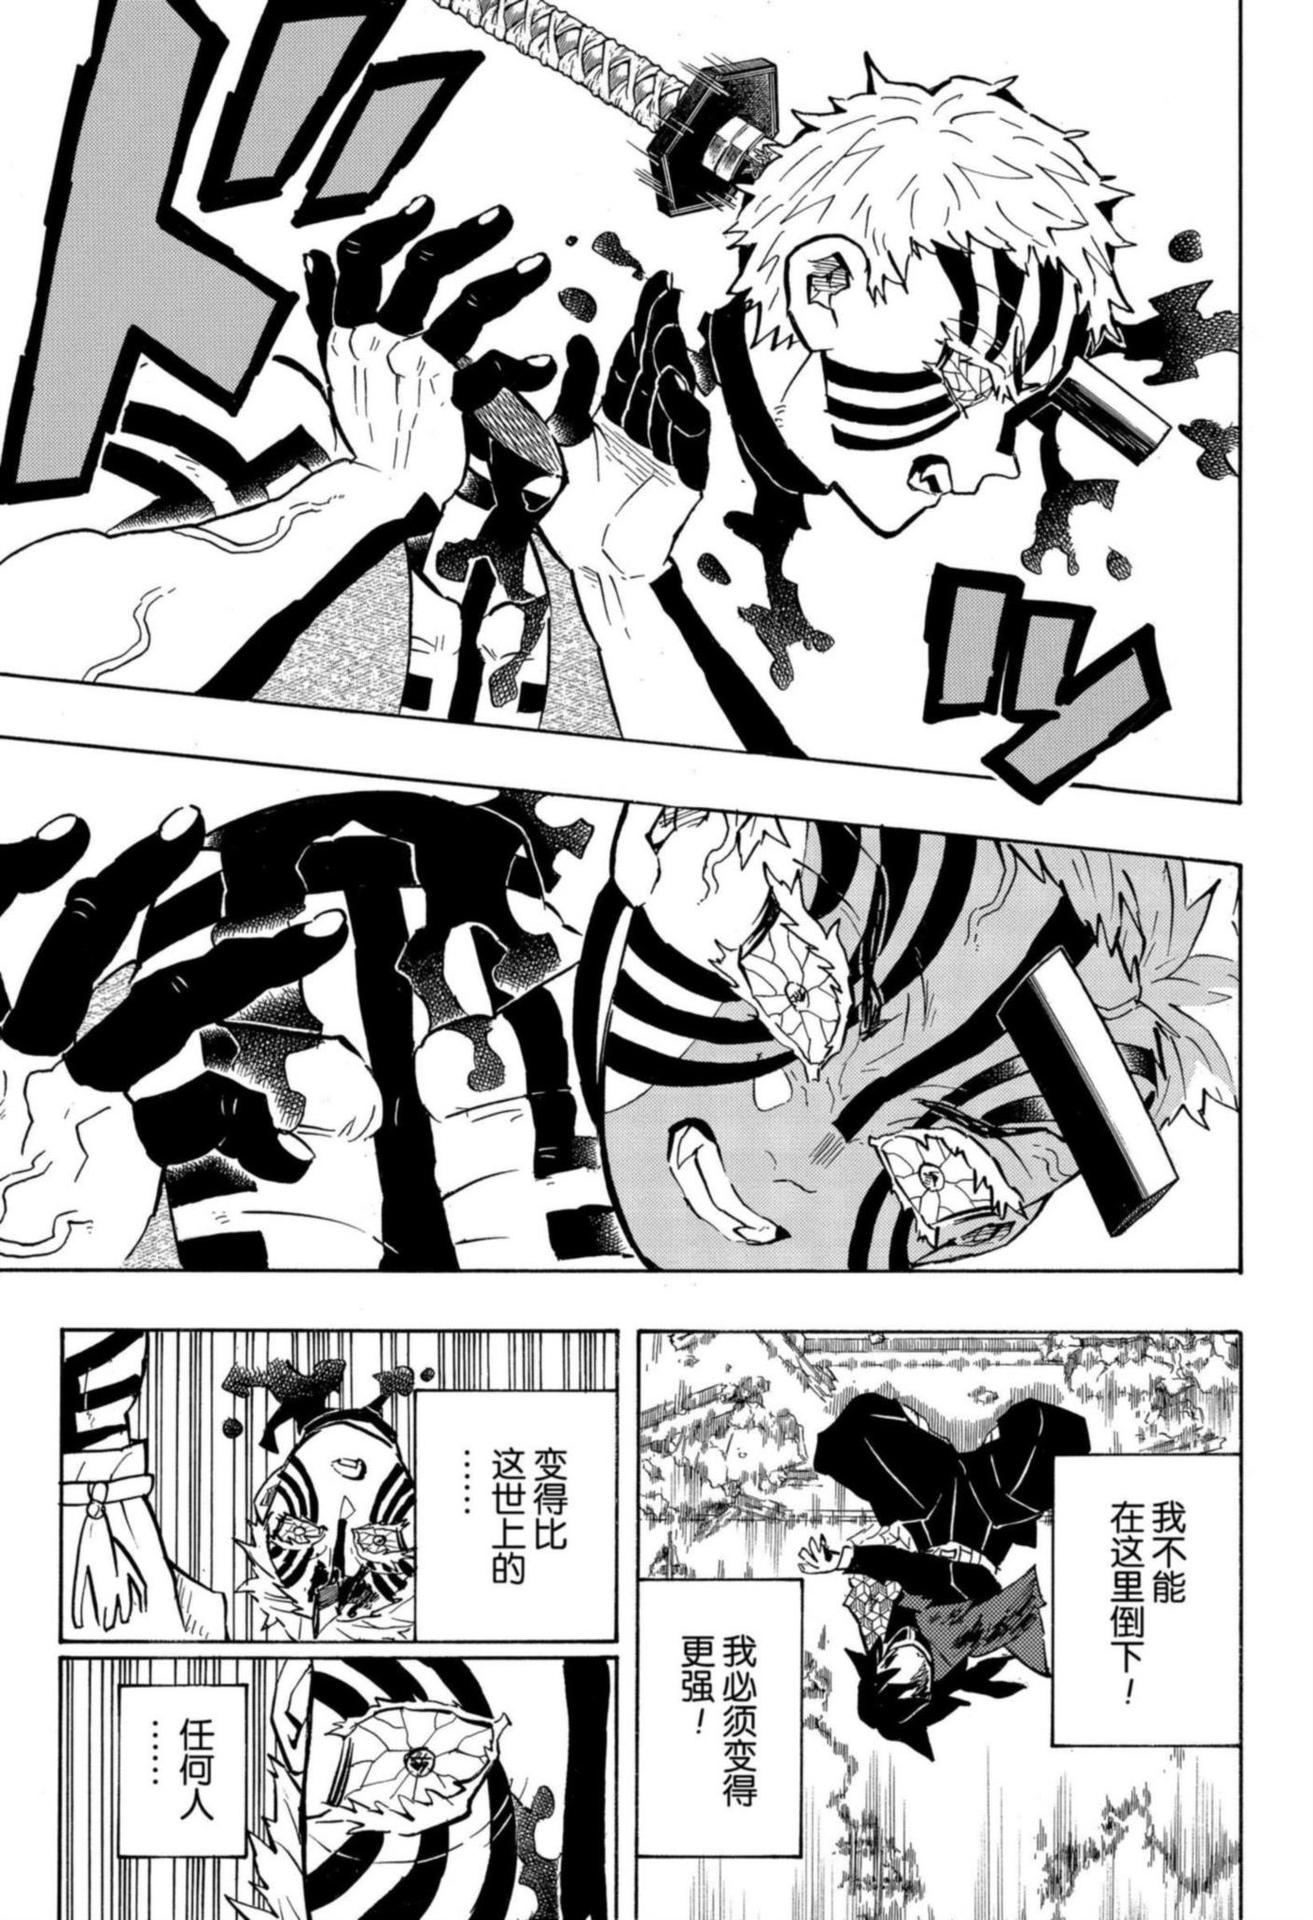 ドドッ
我不能
在这里倒下！
我必须变得
更强！
变得比
这世上的
……
任何人
……